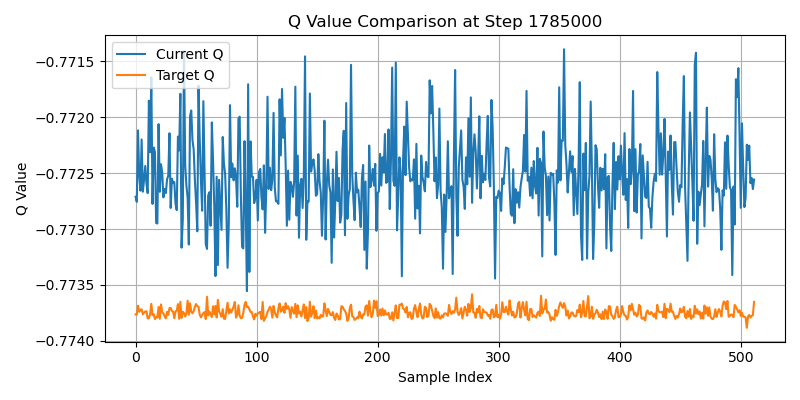 Q Value Comparison at Step 1785000
Current Q
Target Q
Q Value
−0.7715
−0.7720
−0.7725
−0.7730
−0.7735
−0.7740
0 100 200 300 400 500
Sample Index